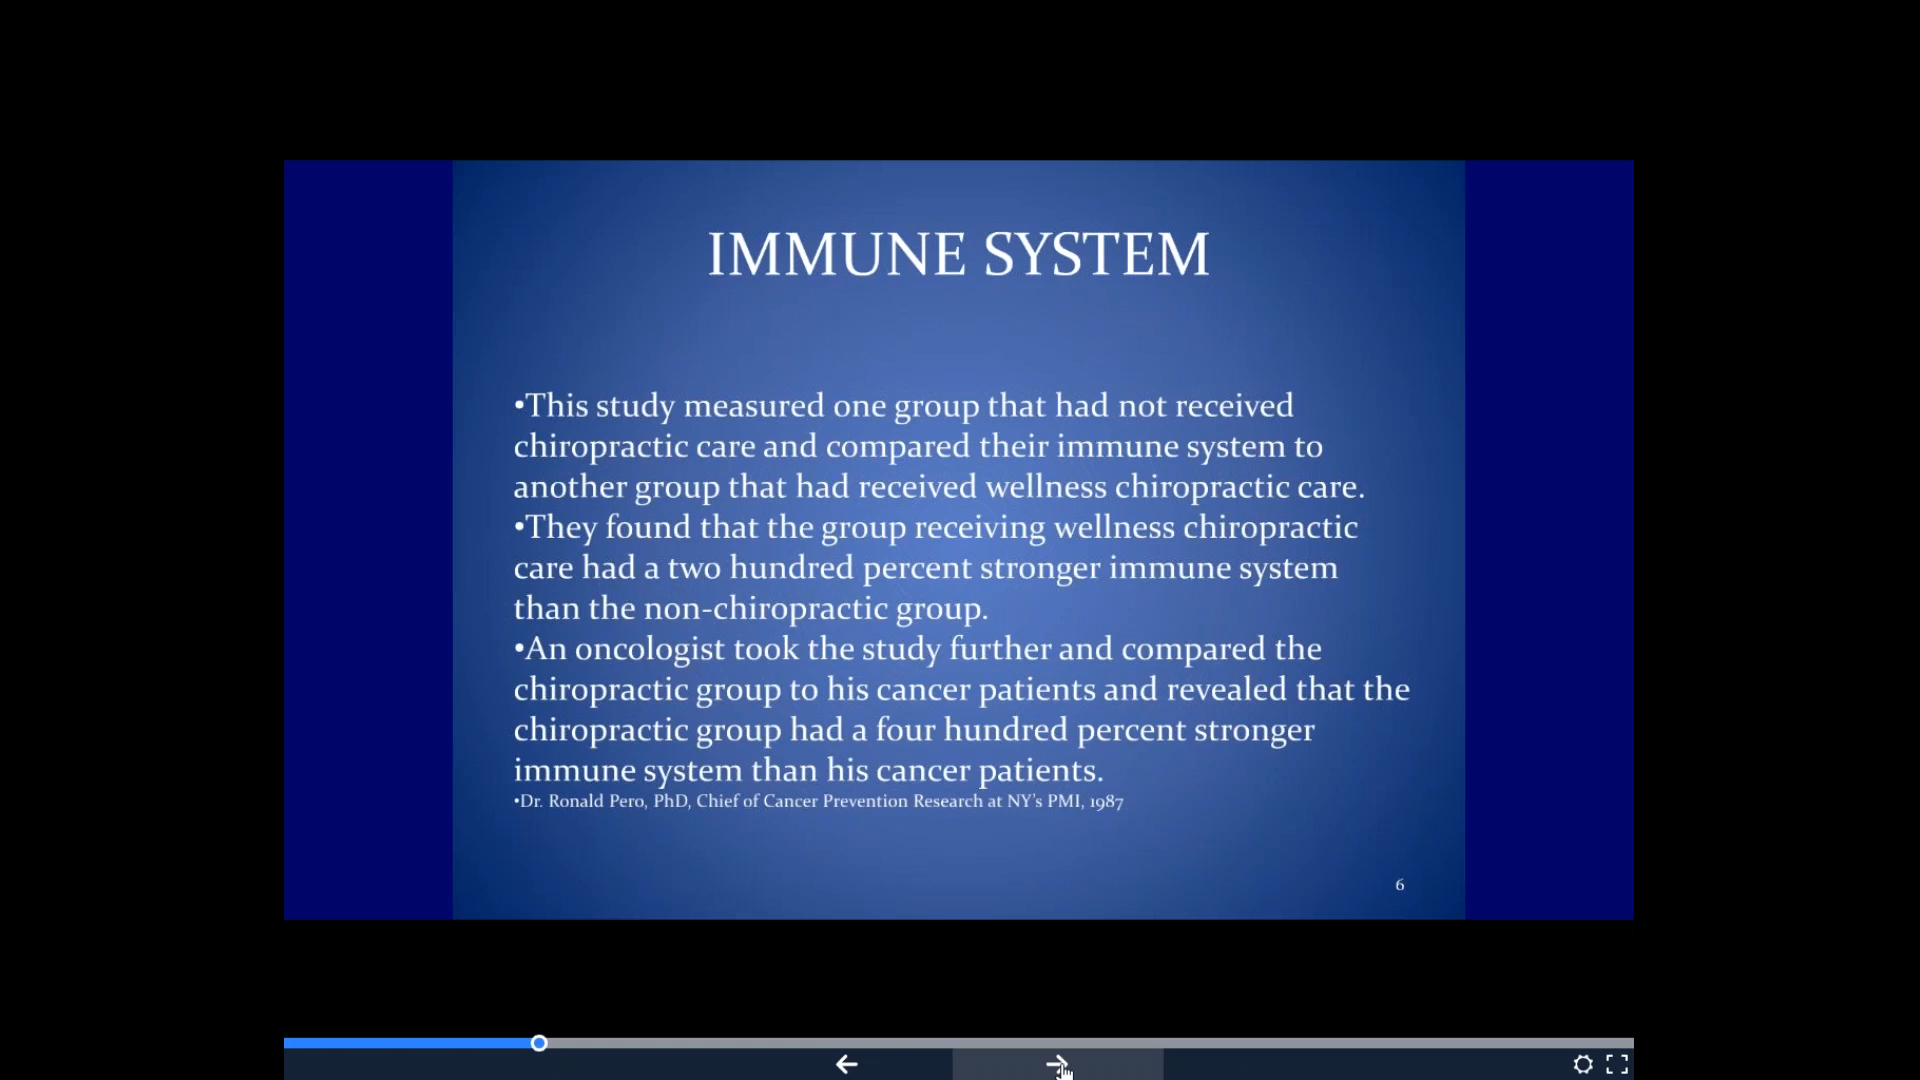 IMMUNE SYSTEM
•This study measured one group that had not received
chiropractic care and compared their immune system to
another group that had received wellness chiropractic care.
•They found that the group receiving wellness chiropractic
care had a two hundred percent stronger immune system
than the non-chiropractic group.
•An oncologist took the study further and compared the
chiropractic group to his cancer patients and revealed that the
chiropractic group had a four hundred percent stronger
immune system than his cancer patients.
•Dr. Ronald Pero, PhD, Chief of Cancer Prevention Research at NY's PMI, 1987
6